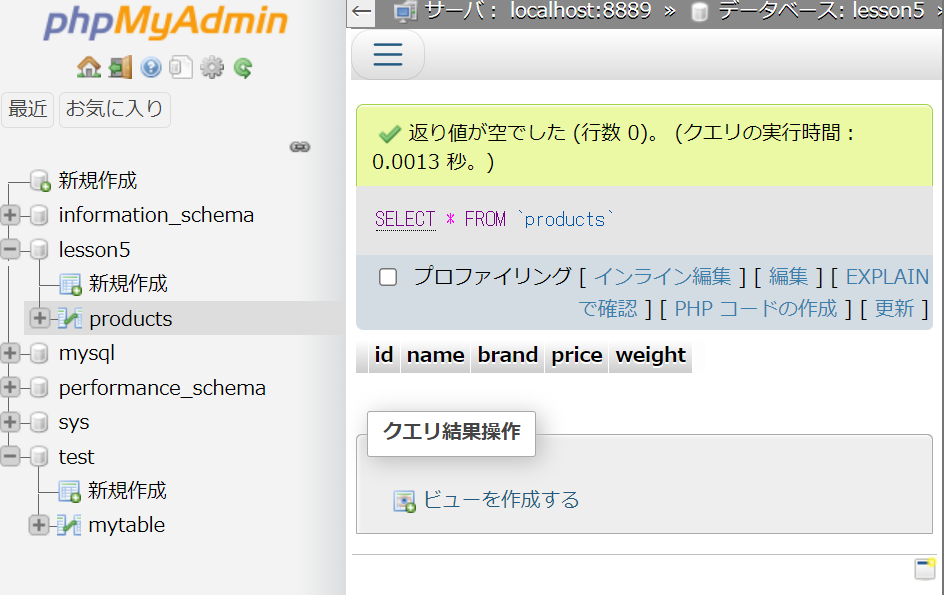 phpMyAdmin
最近 お気に入り
新規作成
information_schema
lesson5
新規作成
products
mysql
performance_schema
sys
test
新規作成
mytable
サーバ: localhost:8889 » データベース: lesson5 »
返り値が空でした (行数 0)。 (クエリの実行時間:
0.0013 秒。)
SELECT * FROM `products`
プロファイリング [ インライン編集 ] [ 編集 ] [ EXPLAIN
で確認 ] [ PHP コードの作成 ] [ 更新 ]
id name brand price weight
クエリ結果操作
ビューを作成する